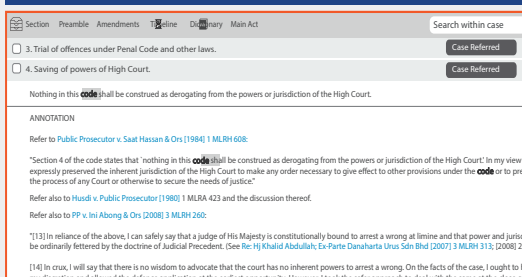 Section Preamble Amendments Timeline Dictionary Main Act Search within case
3. Trial of offences under Penal Code and other laws. Case Referred
4. Saving of powers of High Court. Case Referred
Nothing in this code shall be construed as derogating from the powers or jurisdiction of the High Court.
ANNOTATION
Refer to Public Prosecutor v. Saat Hassan & Ors [1984] 1 MLRH 608:
"Section 4 of the code states that `nothing in this code shall be construed as derogating from the powers or jurisdiction of the High Court.' In my view
expressly preserved the inherent jurisdiction of the High Court to make any order necessary to give effect to other provisions under the code or to pre
the process of any Court or otherwise to secure the needs of justice."
Refer also to Husdi v. Public Prosecutor [1980] 1 MLRA 423 and the discussion thereof.
Refer also to PP v. Ini Abong & Ors [2008] 3 MLRH 260:
"[13] In reliance of the above, I can safely say that a judge of His Majesty is constitutionally bound to arrest a wrong at limine and that power and juris
be ordinarily fettered by the doctrine of Judicial Precedent. (See Re: Hj Khalid Abdullah; Ex-Parte Danaharta Urus Sdn Bhd [2007] 3 MLRH 313; [2008] 2
[14] In crux, I will say that there is no wisdom to advocate that the court has no inherent powers to arrest a wrong. On the facts of the case, I ought to